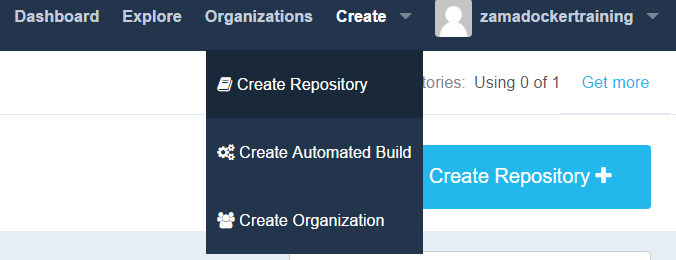 Dashboard Explore Organizations Create zamadockertraining
Create Repository
tories: Using 0 of 1 Get more
Create Automated Build
Create Repository
Create Organization